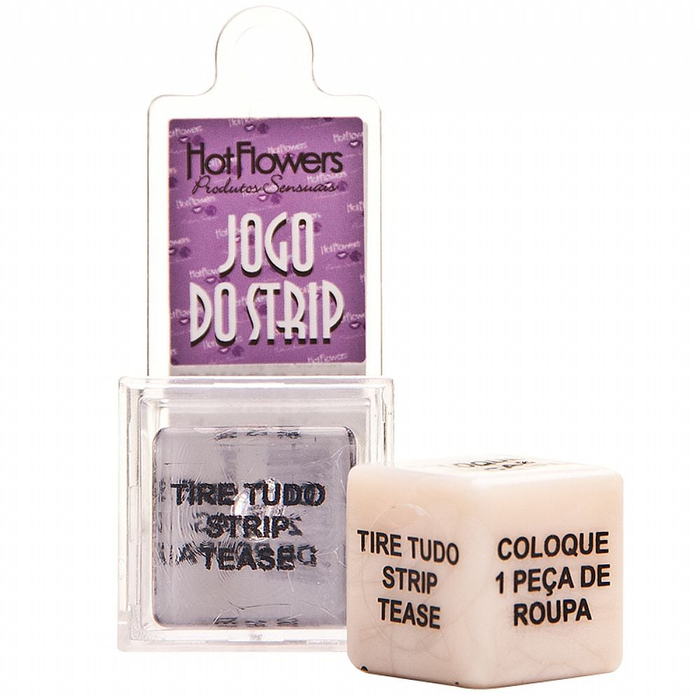 HotFlowers
Produtos Sensuais
JOGO
DO STRIP
TIRE TUDO
STRIP
TEASE
TIRE TUDO
STRIP
TEASE
COLOQUE
1 PEÇA DE
ROUPA